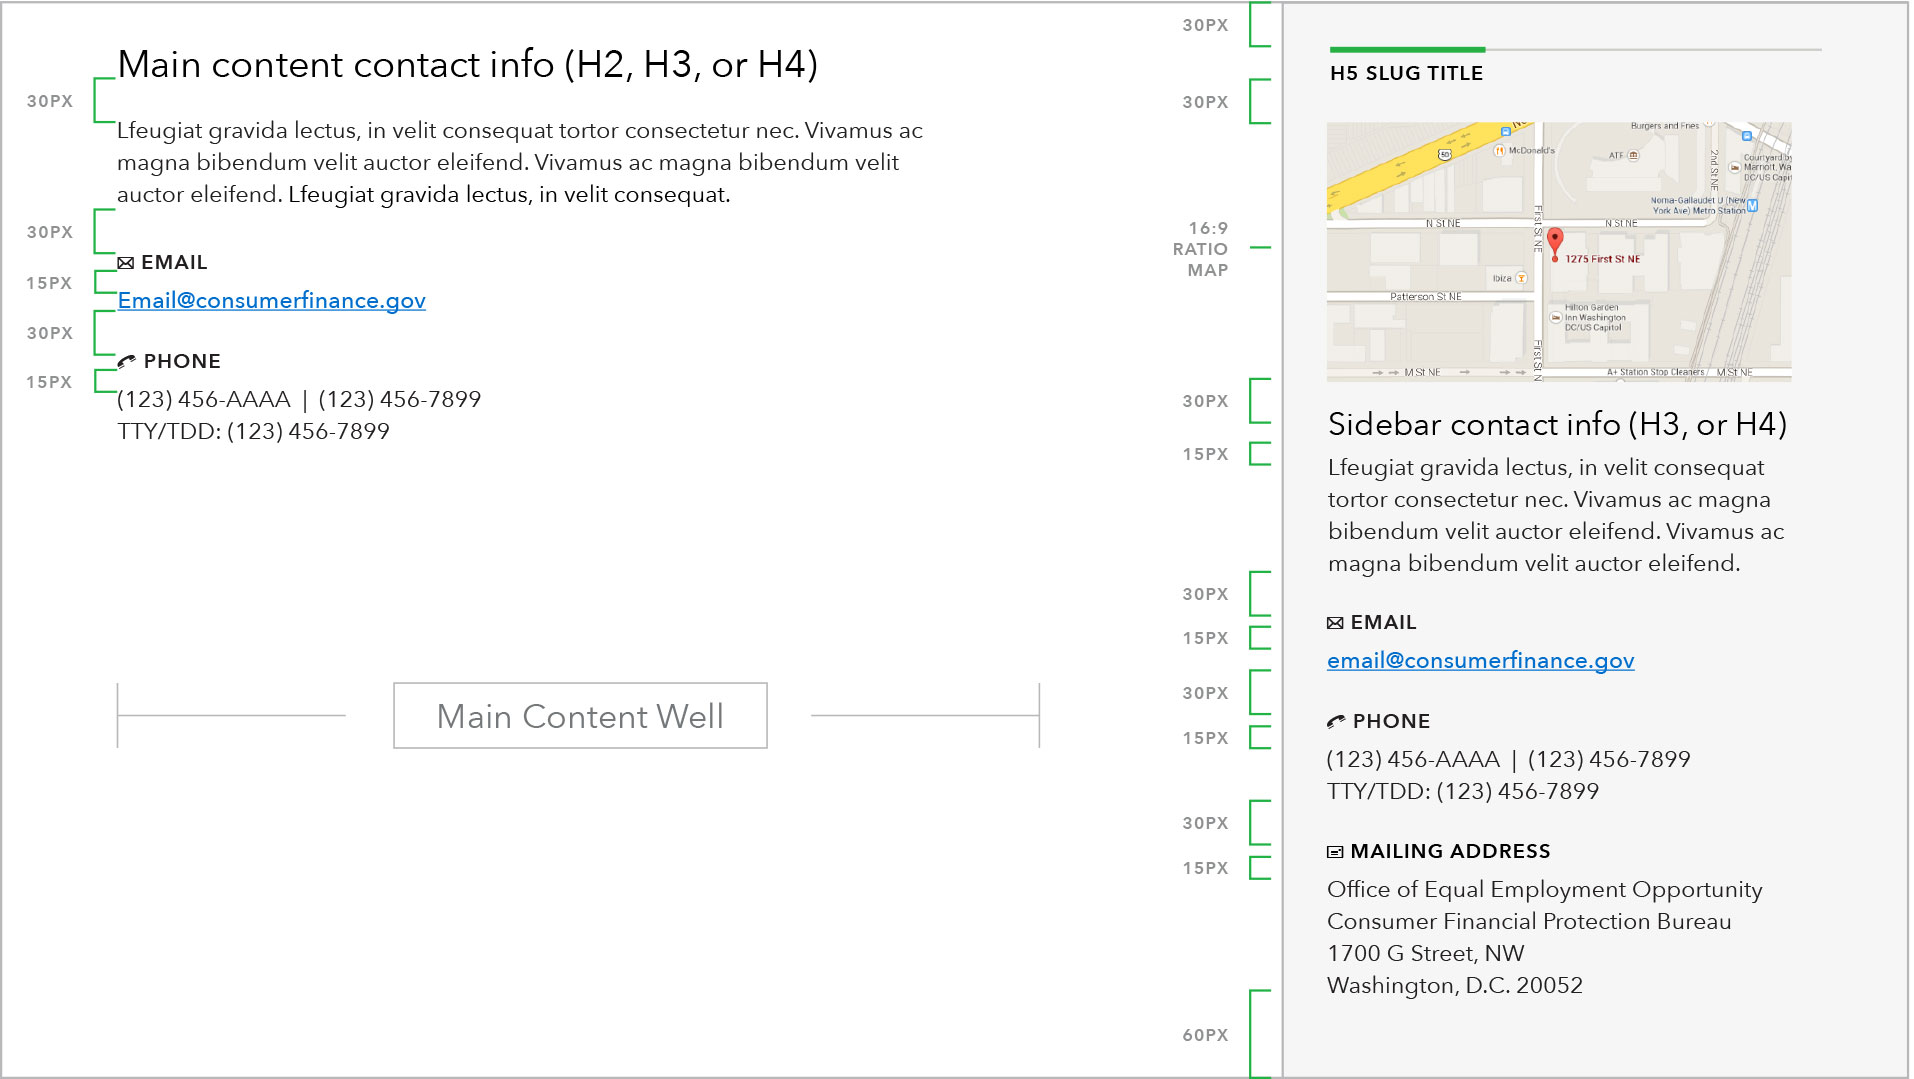 Main content contact info (H2, H3, or H4)
30PX
Lfeugiat gravida lectus, in velit consequat tortor consectetur nec. Vivamus ac
magna bibendum velit auctor eleifend. Vivamus ac magna bibendum velit
auctor eleifend. Lfeugiat gravida lectus, in velit consequat.
30PX
EMAIL
15PX
Email@consumerfinance.gov
30PX
PHONE
15PX
(123) 456-AAAA | (123) 456-7899
TTY/TDD: (123) 456-7899
Main Content Well
30PX
30PX
16:9
RATIO
MAP
30PX
15PX
30PX
15PX
30PX
15PX
30PX
15PX
60PX
H5 SLUG TITLE
Burgers and Fries
McDonald's
50
ATF
2nd St NE
Courtyard by
Marriott Wa
DC/US Capit
Noma-Gallaudet U (New
York Ave) Metro Station
M
N St NE
First St NE
N St NE
1275 First St NE
Ibiza
Patterson St NE
Hilton Garden
Inn Washington
DC/US Capitol
First St N
M St NE
A+ Station Stop Cleaners
M St NE
Sidebar contact info (H3, or H4)
Lfeugiat gravida lectus, in velit consequat
tortor consectetur nec. Vivamus ac magna
bibendum velit auctor eleifend. Vivamus ac
magna bibendum velit auctor eleifend.
EMAIL
email@consumerfinance.gov
PHONE
(123) 456-AAAA | (123) 456-7899
TTY/TDD: (123) 456-7899
MAILING ADDRESS
Office of Equal Employment Opportunity
Consumer Financial Protection Bureau
1700 G Street, NW
Washington, D.C. 20052